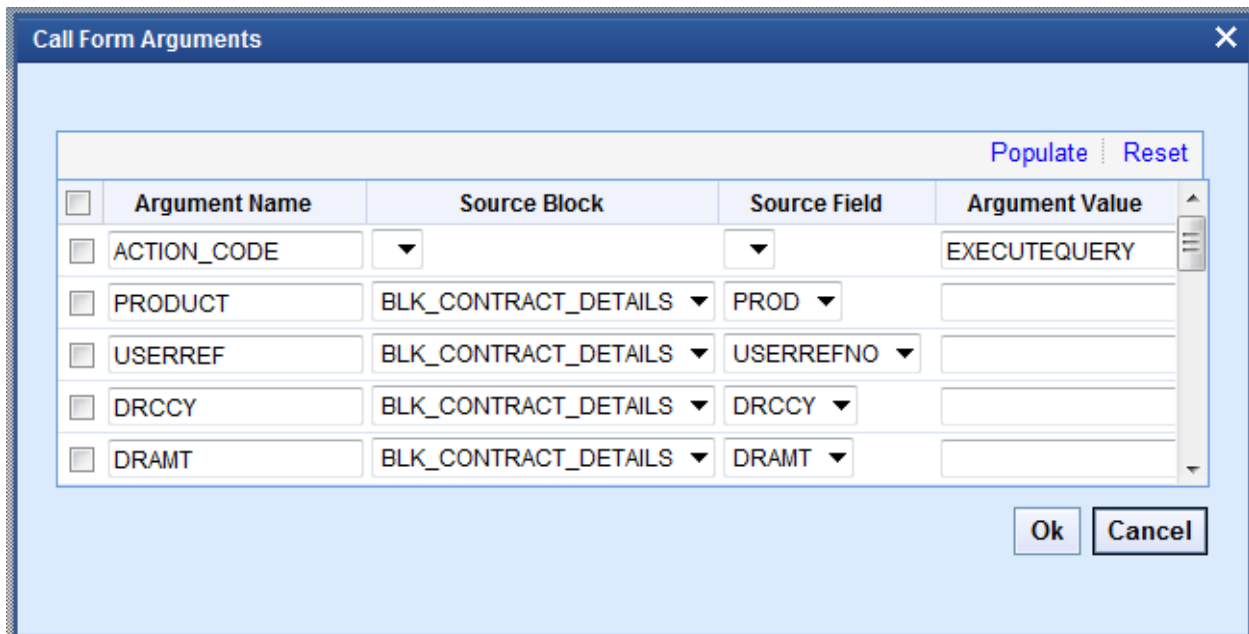 Call Form Arguments
Populate Reset
Argument Name Source Block Source Field Argument Value
ACTION_CODE EXECUTEQUERY
PRODUCT BLK_CONTRACT_DETAILS PROD
USERREF BLK_CONTRACT_DETAILS USERREFNO
DRCCY BLK_CONTRACT_DETAILS DRCCY
DRAMT BLK_CONTRACT_DETAILS DRAMT
Ok Cancel